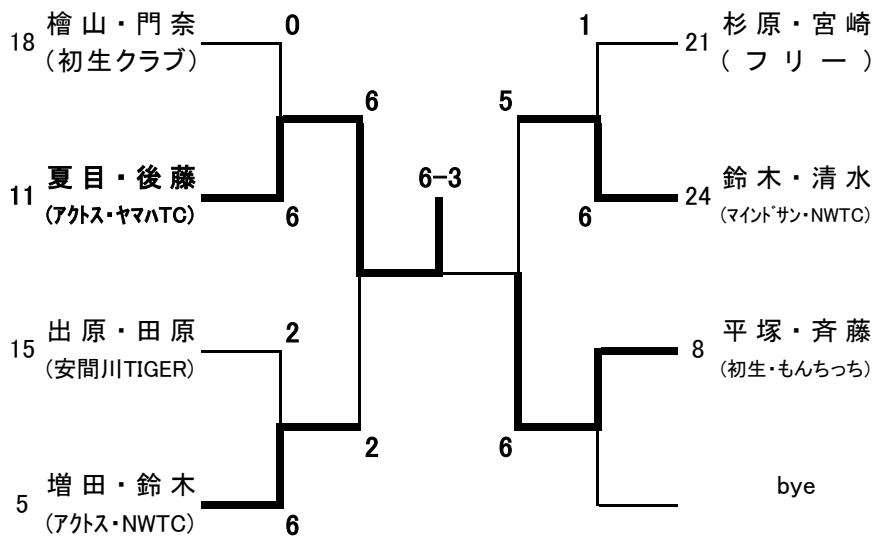 18
檜山・門奈
(初生クラブ)
0
6
11
夏目・後藤
(アクトス・ヤマハTC)
6
15
出原・田原
(安間川TIGER)
2
2
5
増田・鈴木
(アクトス・NWTC)
6
6-3
1
21
杉原・宮崎
(フリー)
5
24
鈴木・清水
(マインドサン・NWTC)
6
8
平塚・斉藤
(初生・もんちっち)
6
bye